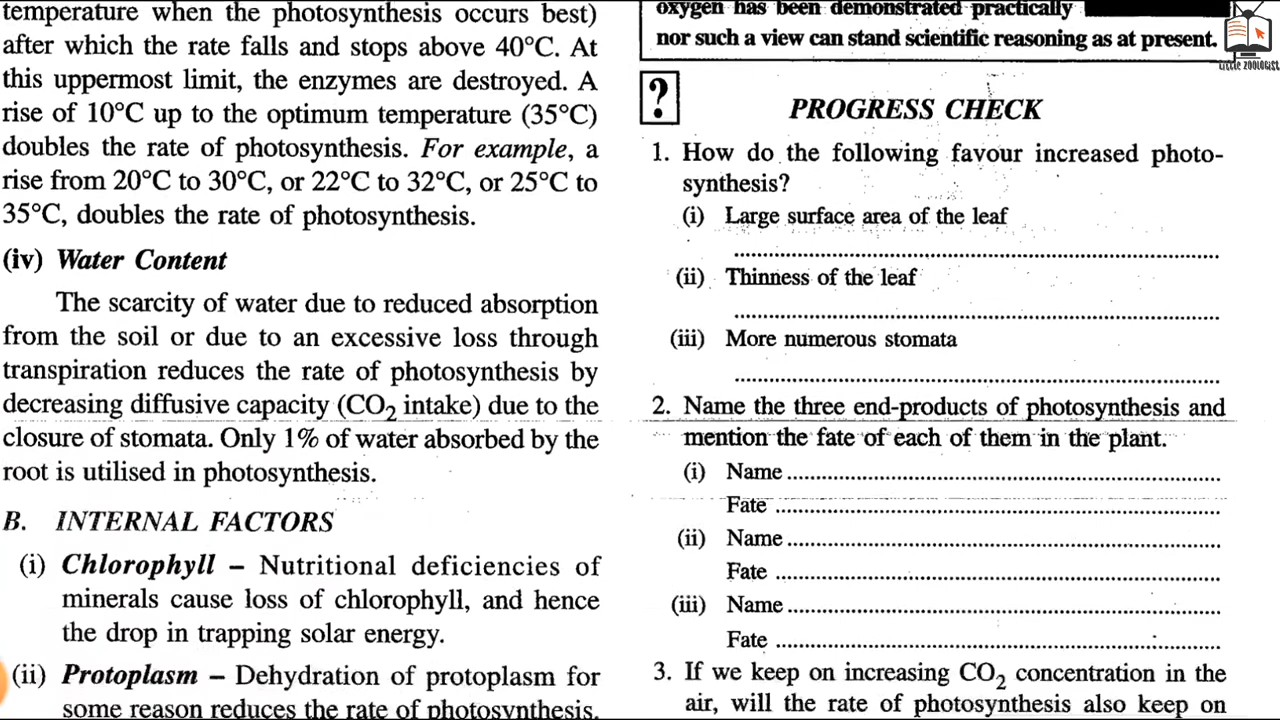 temperature when the photosynthesis occurs best)
after which the rate falls and stops above 40°C. At
this uppermost limit, the enzymes are destroyed. A
rise of 10°C up to the optimum temperature (35°C)
doubles the rate of photosynthesis. For example, a
rise from 20°C to 30°C, or 22°C to 32°C, or 25°C to
35°C, doubles the rate of photosynthesis.
(iv) Water Content
The scarcity of water due to reduced absorption
from the soil or due to an excessive loss through
transpiration reduces the rate of photosynthesis by
decreasing diffusive capacity (CO₂ intake) due to the
closure of stomata. Only 1% of water absorbed by the
root is utilised in photosynthesis.
B. INTERNAL FACTORS
(i) Chlorophyll – Nutritional deficiencies of
minerals cause loss of chlorophyll, and hence
the drop in trapping solar energy.
(ii) Protoplasm – Dehydration of protoplasm for
some reason reduces the rate of photosynthesis.
oxygen has been demonstrated practically
nor such a view can stand scientific reasoning as at present.
Little ZOOLOGIST
? PROGRESS CHECK
1. How do the following favour increased photo-
synthesis?
(i) Large surface area of the leaf
(ii) Thinness of the leaf
(iii) More numerous stomata
2. Name the three end-products of photosynthesis and
mention the fate of each of them in the plant.
(i) Name
Fate
(ii) Name
Fate
(iii) Name
Fate
3. If we keep on increasing CO₂ concentration in the
air, will the rate of photosynthesis also keep on